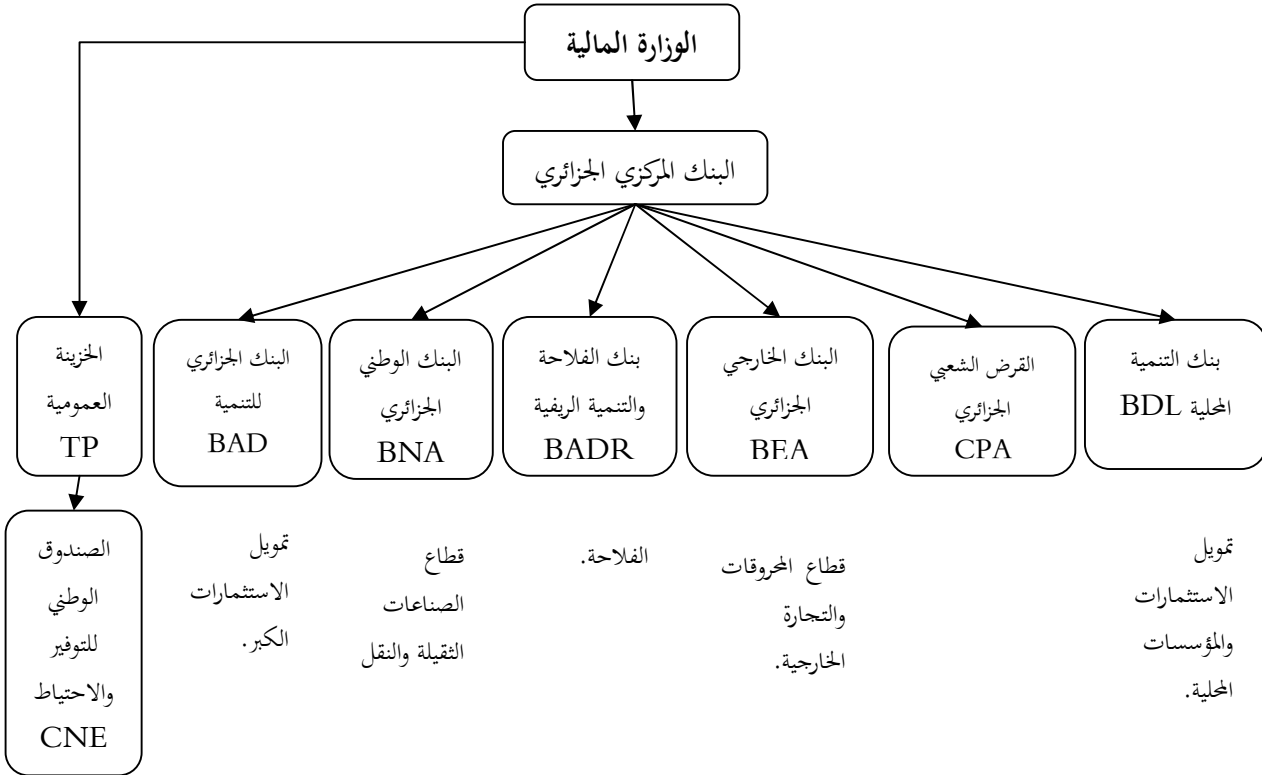 الوزارة المالية
البنك المركزي الجزائري
بنك التنمية
المحلية BDL
القرض الشعبي
الجزائري
CPA
البنك الخارجي
الجزائري
BEA
بنك الفلاحة
والتنمية الريفية
BADR
البنك الوطني
الجزائري
BNA
البنك الجزائري
للتنمية
BAD
الخزينة
العمومية
TP
تمويل
الاستثمارات
والمؤسسات
المحلية.
قطاع المحروقات
والتجارة
الخارجية.
الفلاحة.
قطاع
الصناعات
الثقيلة والنقل
تمويل
الاستثمارات
الكبر.
الصندوق
الوطني
للتوفير
والاحتياط
CNE